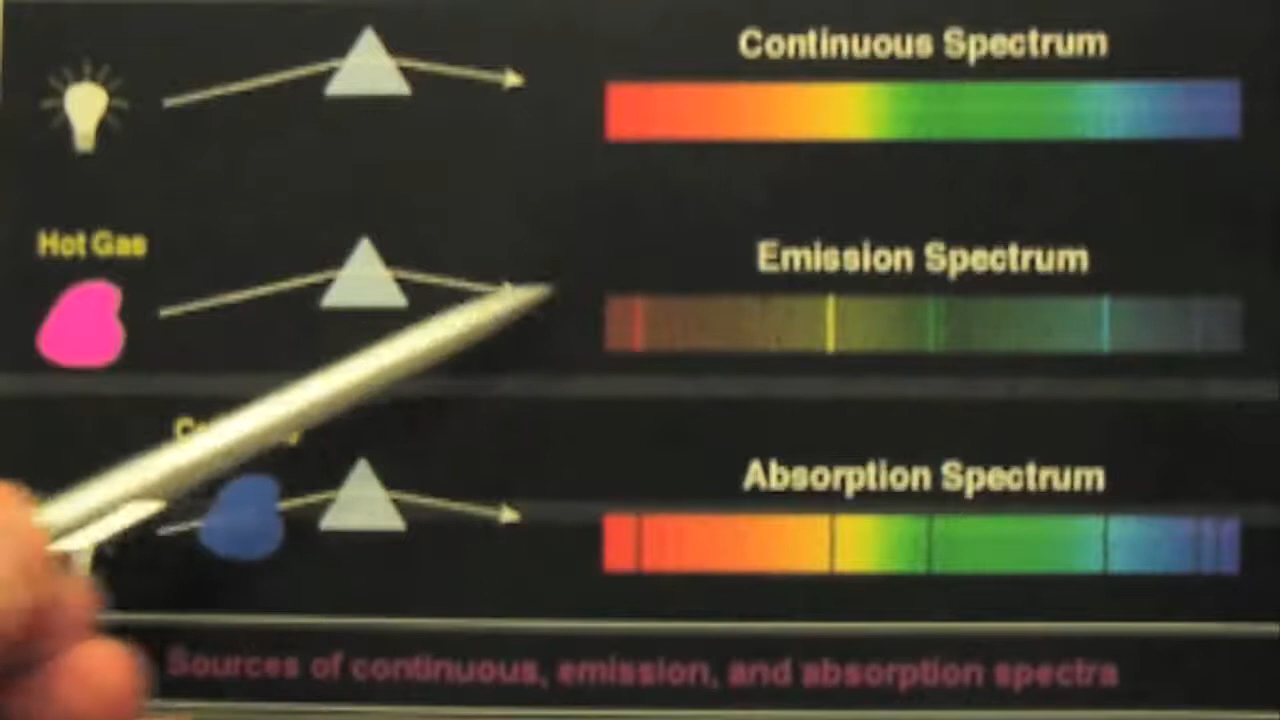 Continuous Spectrum
Hot Gas
Emission Spectrum
Absorption Spectrum
Sources of continuous, emission, and absorption spectra